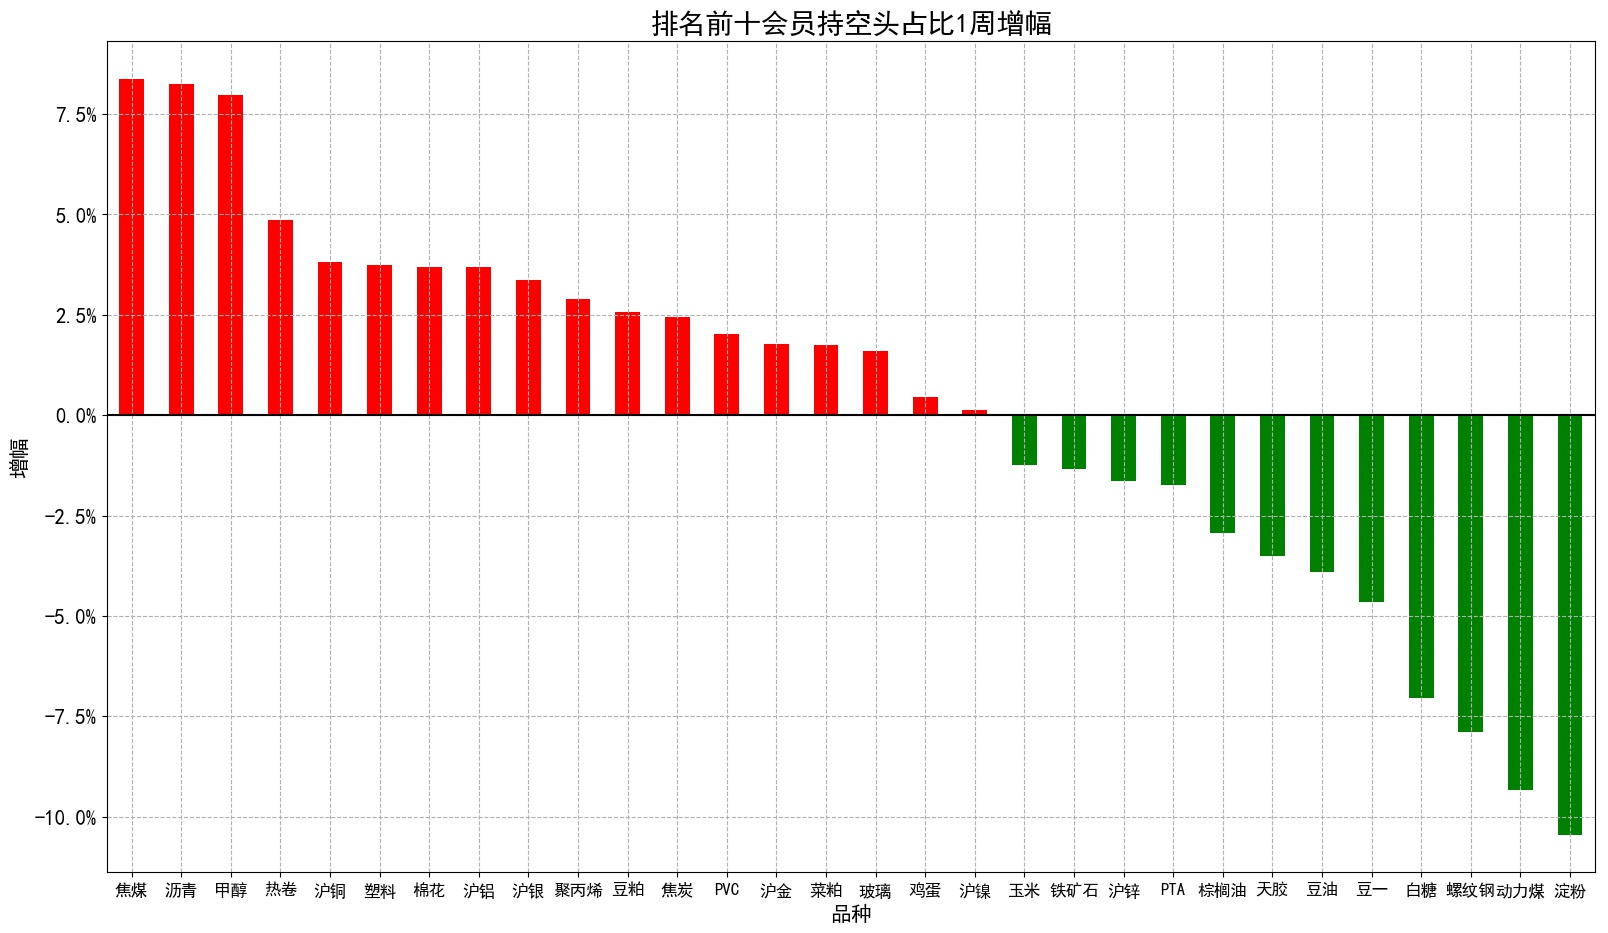 排名前十会员持空头占比1周增幅
7.5%
5.0%
2.5%
0.0%
−2.5%
−5.0%
−7.5%
−10.0%
增幅
焦煤 沥青 甲醇 热卷 沪铜 塑料 棉花 沪铝 沪银 聚丙烯 豆粕 焦炭 PVC 沪金 菜粕 玻璃 鸡蛋 沪镍 玉米 铁矿石 沪锌 PTA 棕榈油 天胶 豆油 豆一 白糖 螺纹钢 动力煤 淀粉
品种